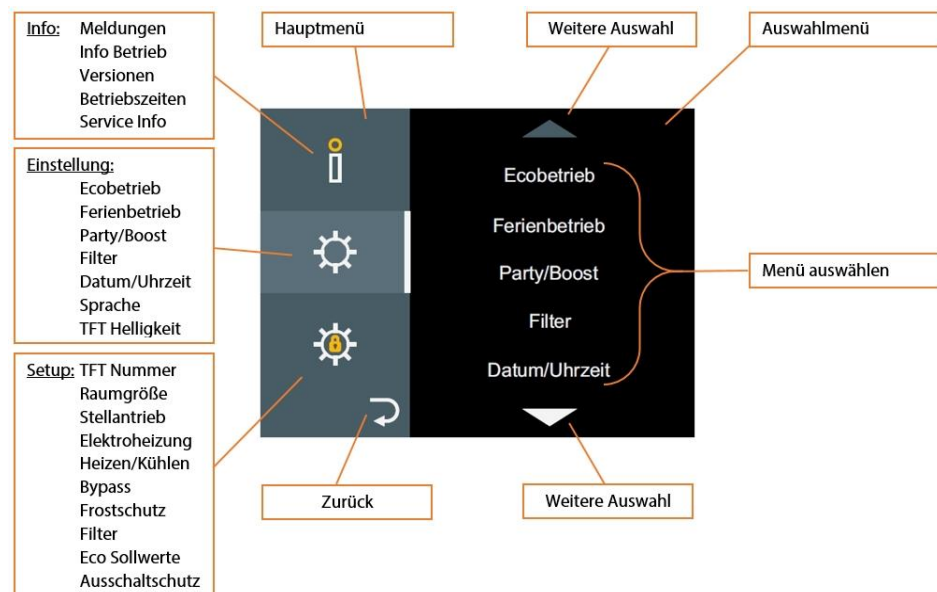 Info: Meldungen
Info Betrieb
Versionen
Betriebszeiten
Service Info
Hauptmenü
Weitere Auswahl
Auswahlmenü
Einstellung:
Ecobetrieb
Ferienbetrieb
Party/Boost
Filter
Datum/Uhrzeit
Sprache
TFT Helligkeit
Ecobetrieb
Ferienbetrieb
Party/Boost
Filter
Datum/Uhrzeit
Menü auswählen
Setup: TFT Nummer
Raumgröße
Stellantrieb
Elektroheizung
Heizen/Kühlen
Bypass
Frostschutz
Filter
Eco Sollwerte
Ausschaltschutz
Zurück
Weitere Auswahl